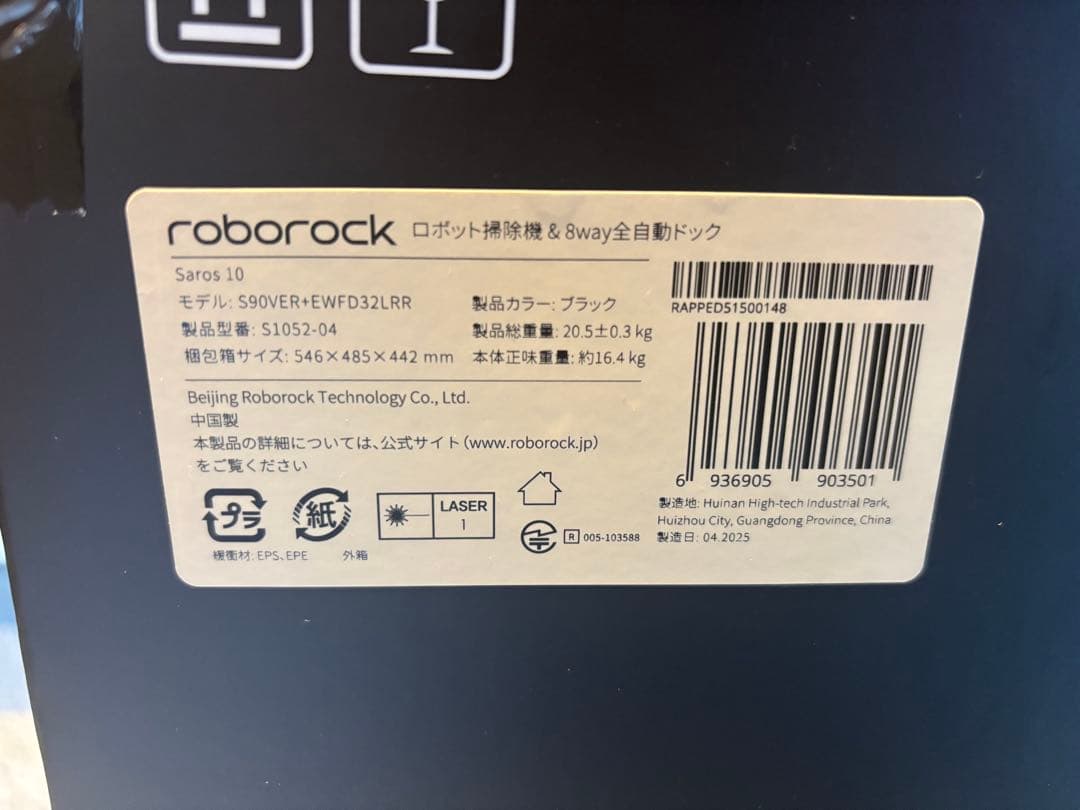 roborock ロボット掃除機 & 8way全自動ドック
Saros 10
モデル: S90VER+EWFD32LRR
製品カラー: ブラック
製品型番: S1052-04
製品総重量: 20.5±0.3 kg
梱包箱サイズ: 546×485×442 mm
本体正味重量: 約16.4 kg
Beijing Roborock Technology Co., Ltd.
中国製
本製品の詳細については、公式サイト(www.roborock.jp)
をご覧ください
プラ
紙
LASER
1
R 005-103588
緩衝材: EPS、EPE
外箱
RAPPED51500148
6 936905 903501
製造地: Huinan High-tech Industrial Park,
Huizhou City, Guangdong Province, China
製造日: 04.2025